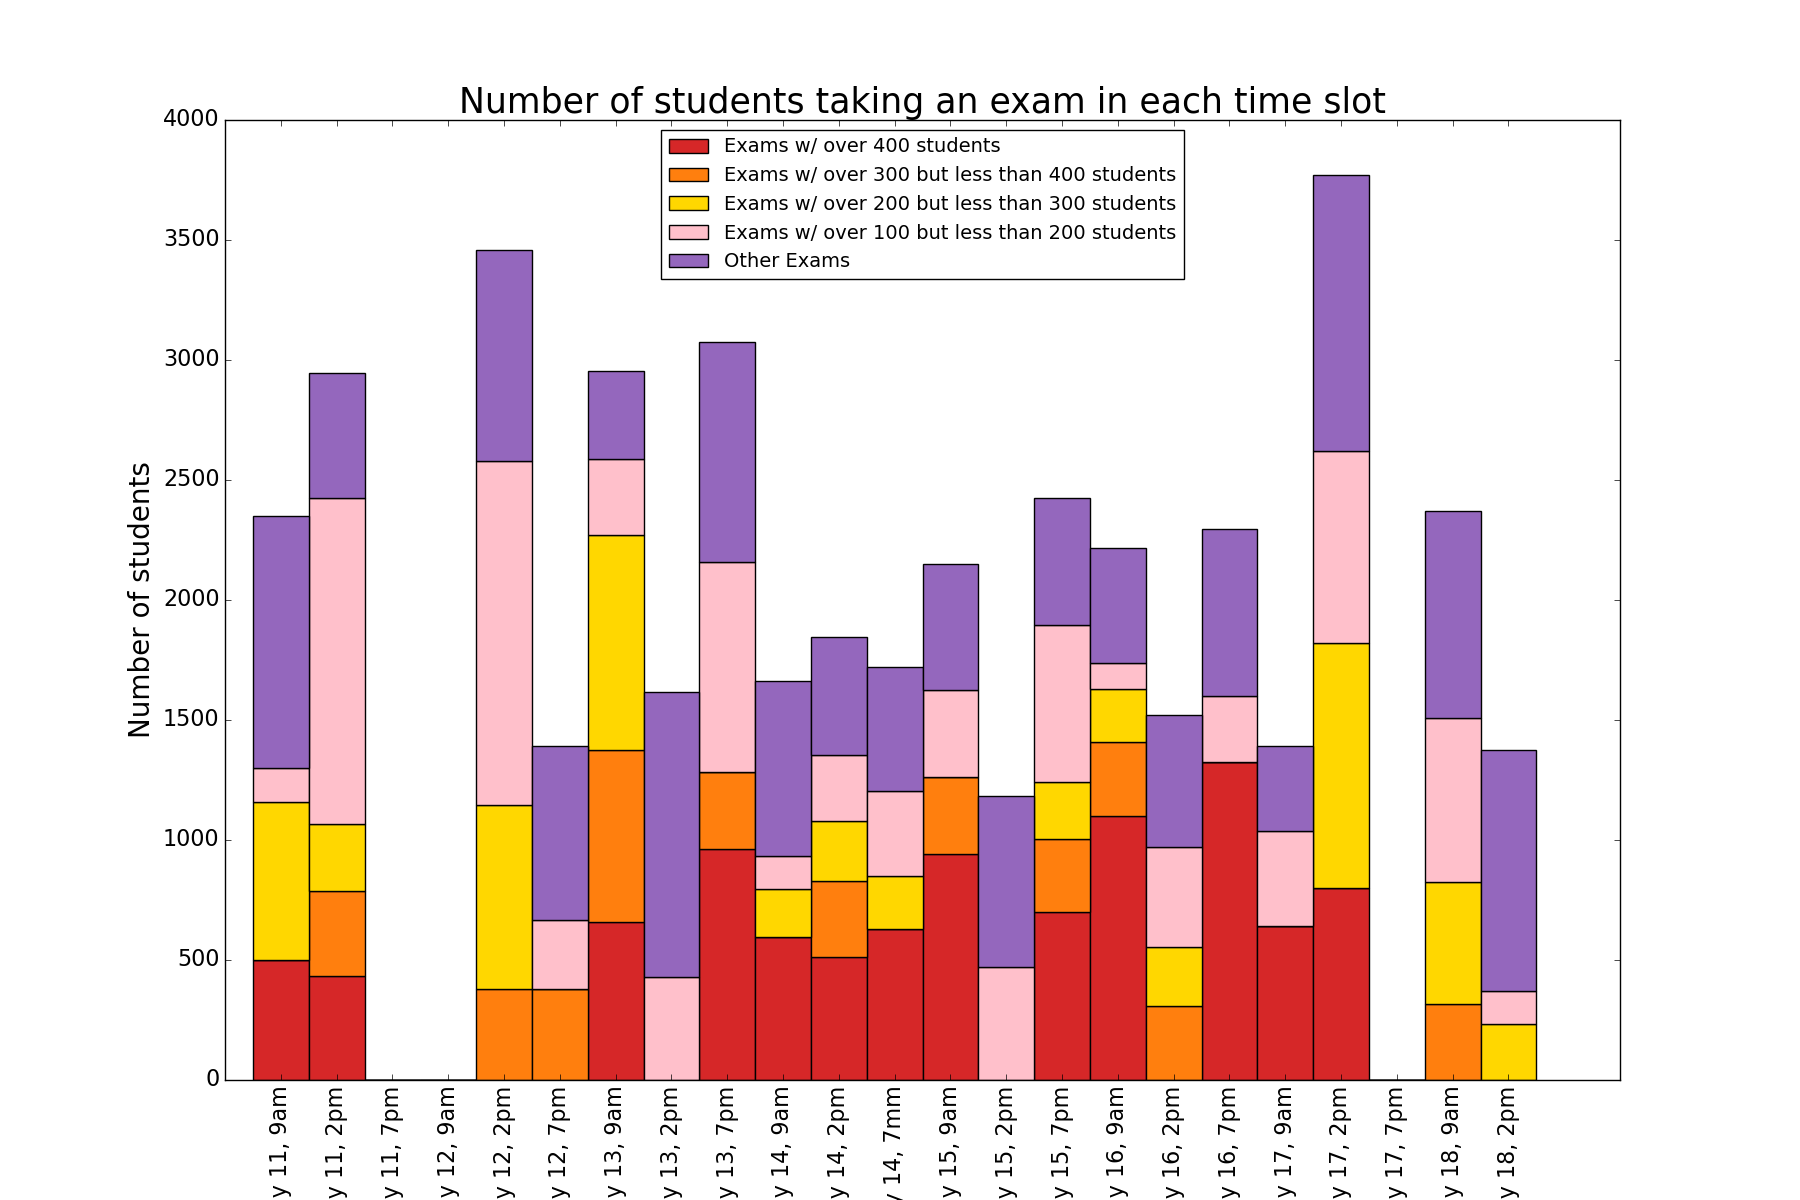 Number of students taking an exam in each time slot
Exams w/ over 400 students
Exams w/ over 300 but less than 400 students
Exams w/ over 200 but less than 300 students
Exams w/ over 100 but less than 200 students
Other Exams
Number of students
4000
3500
3000
2500
2000
1500
1000
500
0
y 11, 9am
y 11, 2pm
y 11, 7pm
y 12, 9am
y 12, 2pm
y 12, 7pm
y 13, 9am
y 13, 2pm
y 13, 7pm
y 14, 9am
y 14, 2pm
y 14, 7mm
y 15, 9am
y 15, 2pm
y 15, 7pm
y 16, 9am
y 16, 2pm
y 16, 7pm
y 17, 9am
y 17, 2pm
y 17, 7pm
y 18, 9am
y 18, 2pm